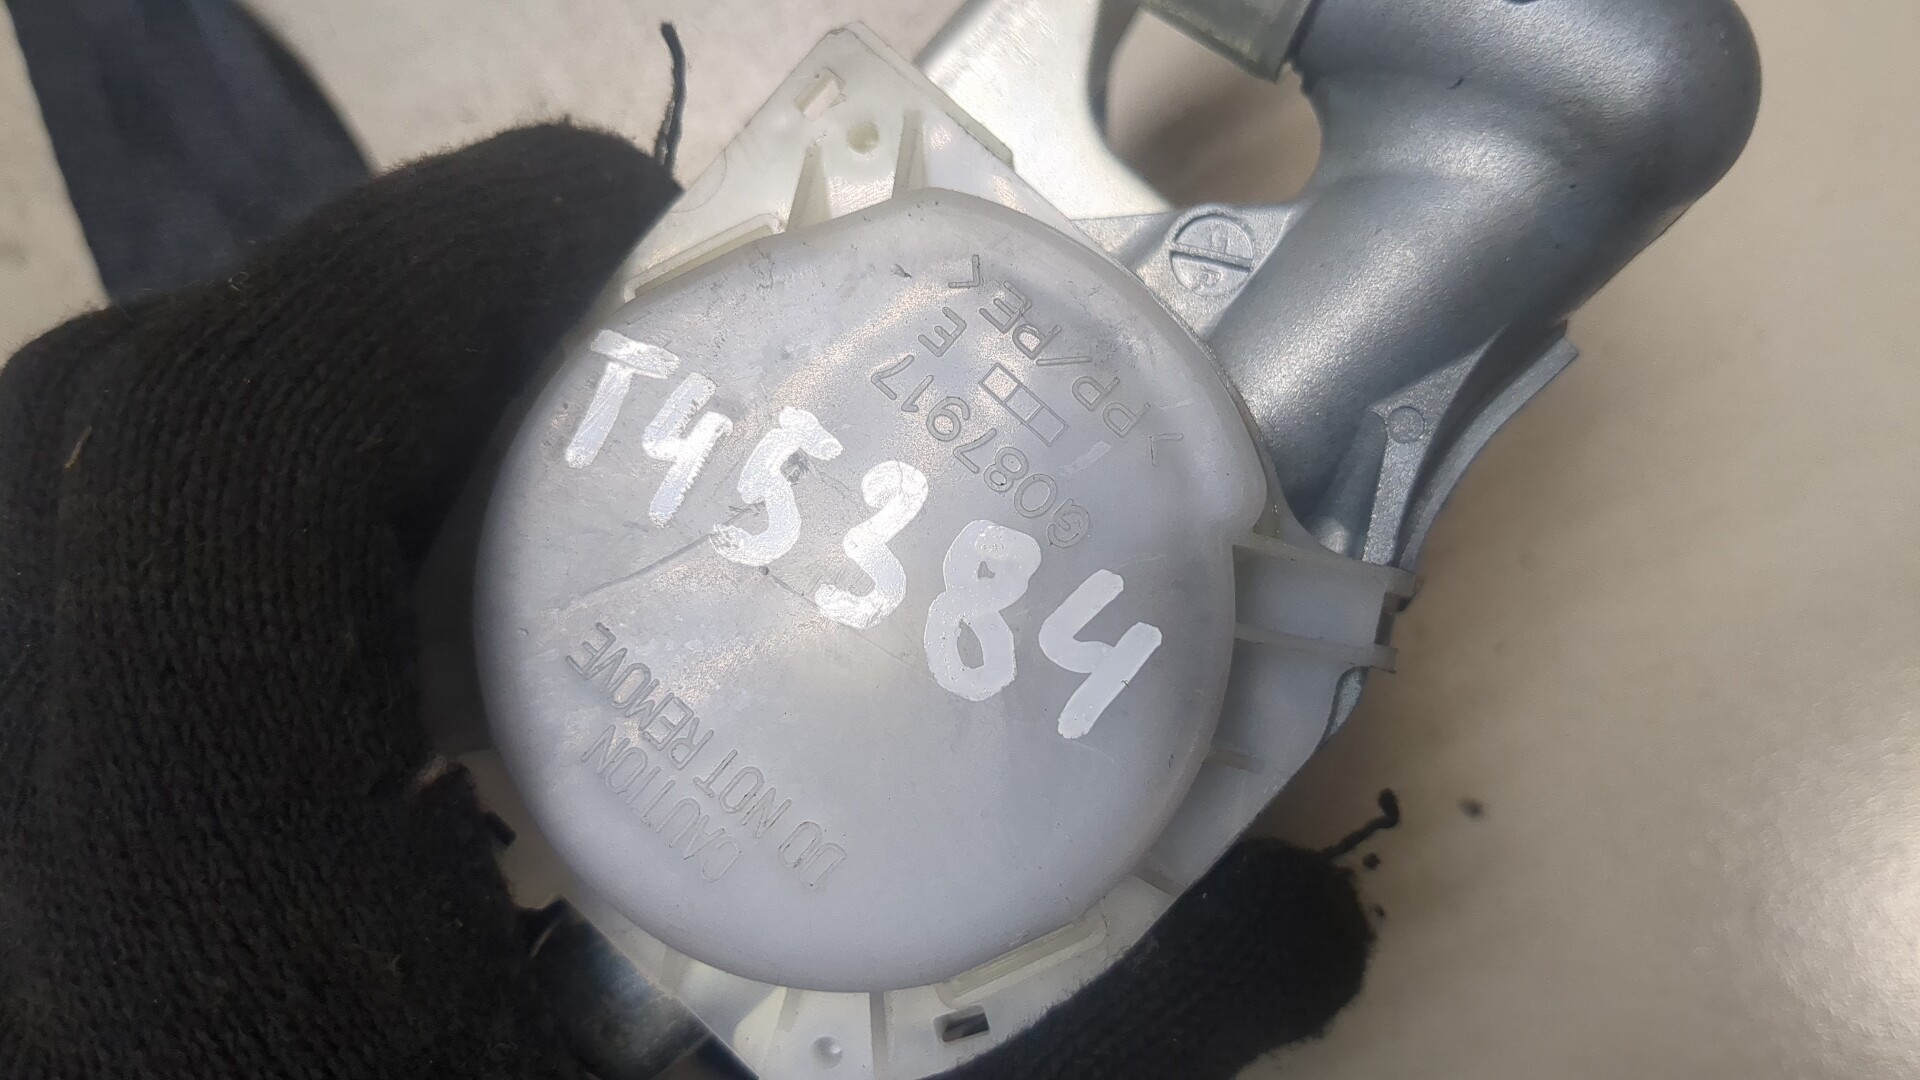 T45384
>PP/PE<
E
G087917
CAUTION
DO NOT REMOVE